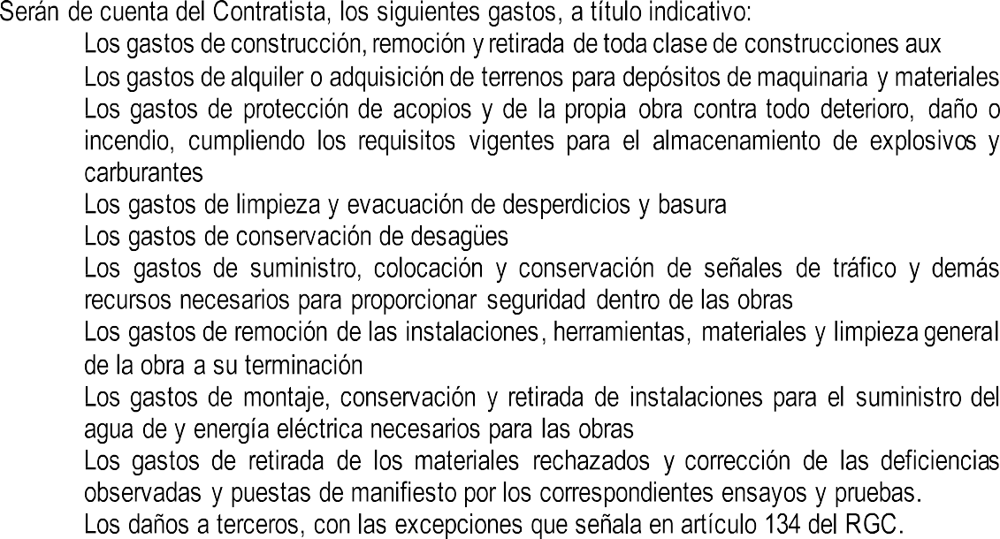 Serán de cuenta del Contratista, los siguientes gastos, a título indicativo:
Los gastos de construcción, remoción y retirada de toda clase de construcciones aux
Los gastos de alquiler o adquisición de terrenos para depósitos de maquinaria y materiales
Los gastos de protección de acopios y de la propia obra contra todo deterioro, daño o
incendio, cumpliendo los requisitos vigentes para el almacenamiento de explosivos y
carburantes
Los gastos de limpieza y evacuación de desperdicios y basura
Los gastos de conservación de desagües
Los gastos de suministro, colocación y conservación de señales de tráfico y demás
recursos necesarios para proporcionar seguridad dentro de las obras
Los gastos de remoción de las instalaciones, herramientas, materiales y limpieza general
de la obra a su terminación
Los gastos de montaje, conservación y retirada de instalaciones para el suministro del
agua de y energía eléctrica necesarios para las obras
Los gastos de retirada de los materiales rechazados y corrección de las deficiencias
observadas y puestas de manifiesto por los correspondientes ensayos y pruebas.
Los daños a terceros, con las excepciones que señala en artículo 134 del RGC.